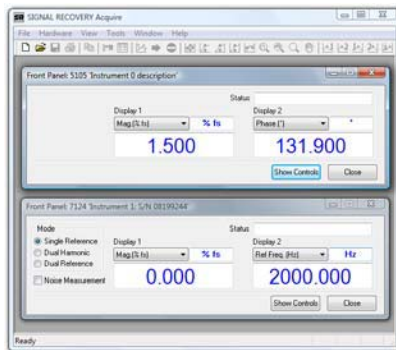 SIGNAL RECOVERY Acquire
File Hardware View Tests Window Help
Front Panel: 5105 'Instrument 0 description'
Status
Display 1
Display 2
Mag.(% fs) % fs
Phase (°) °
1.500
131.900
Show Controls Close
Front Panel: 7124 'Instrument 1: S/N 08199244'
Mode
Status
Single Reference
Dual Harmonic
Dual Reference
Noise Measurement
Display 1
Display 2
Mag.(% fs) % fs
Ref Freq. (Hz) Hz
0.000
2000.000
Show Controls Close
Ready